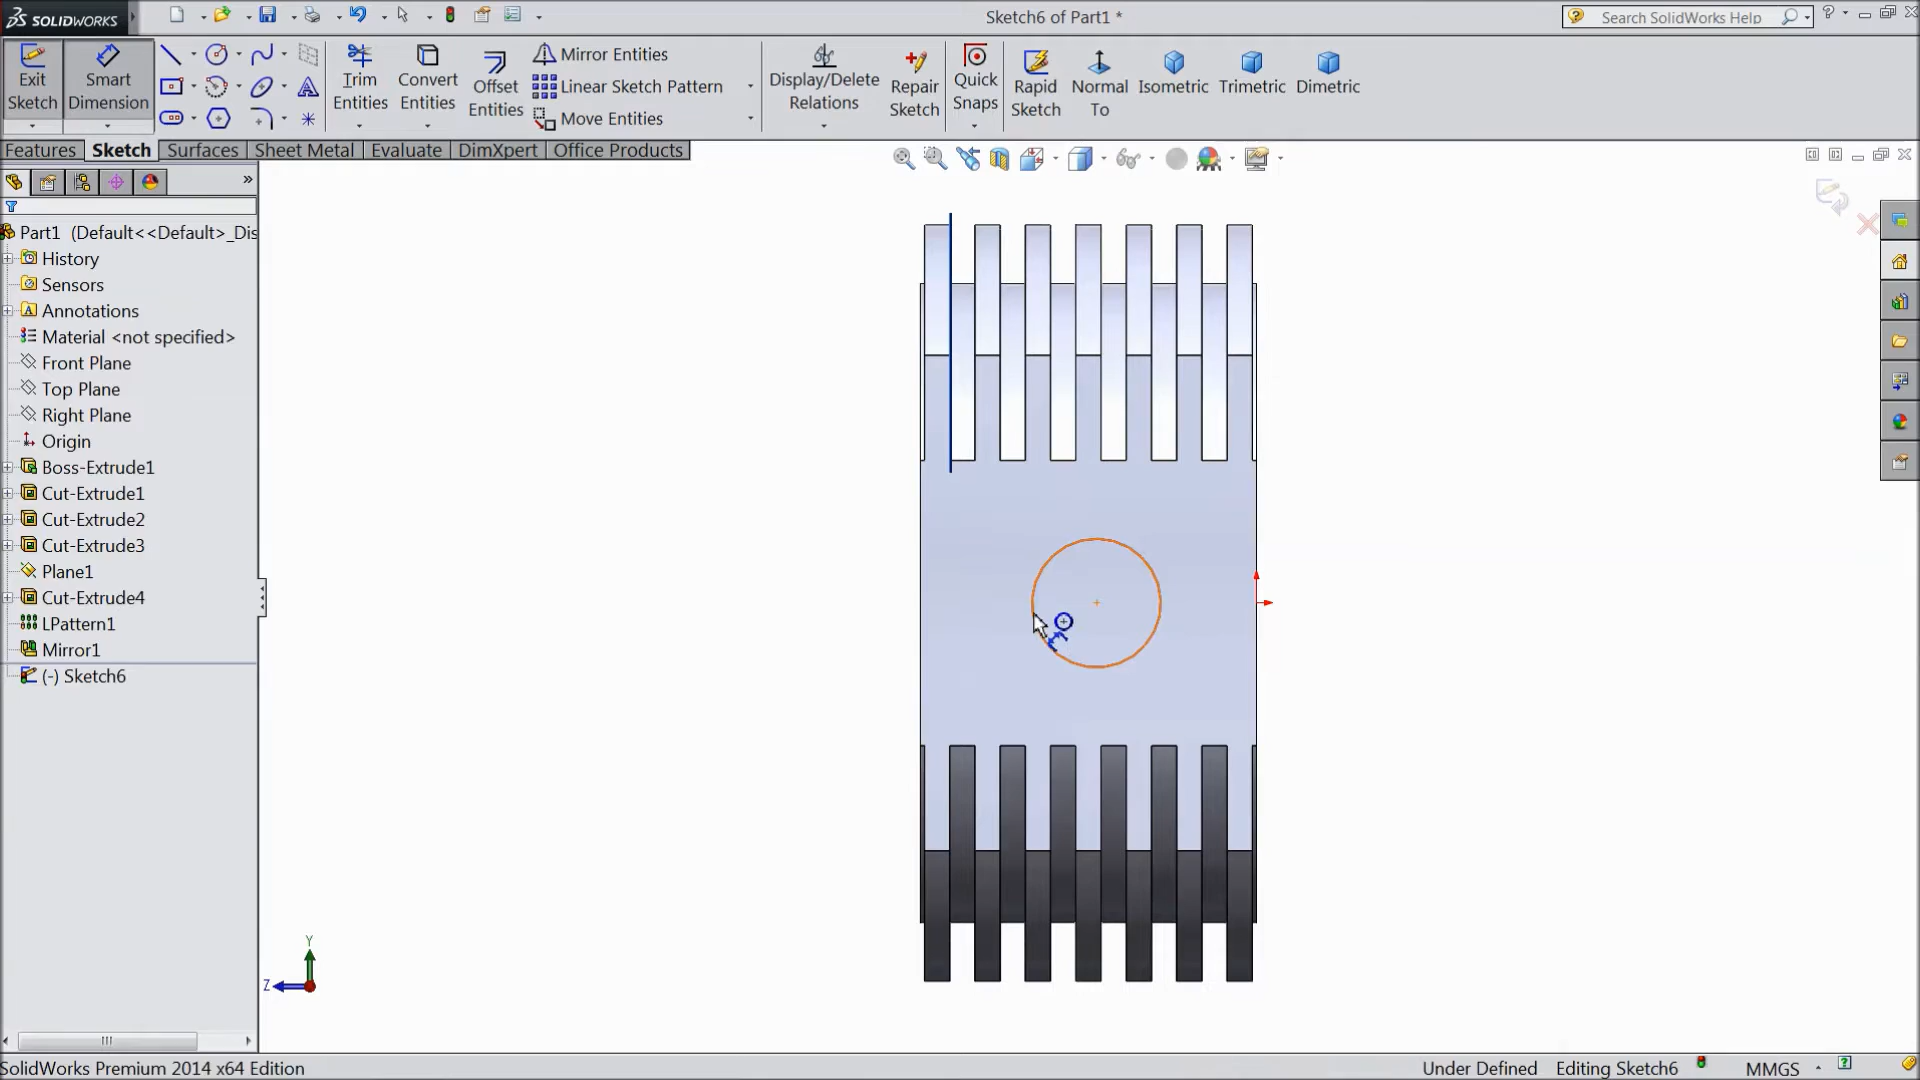 SOLIDWORKS
Sketch6 of Part1 *
Search SolidWorks Help
Exit Sketch
Smart Dimension
Trim Entities
Convert Entities
Offset Entities
Mirror Entities
Linear Sketch Pattern
Move Entities
Display/Delete Relations
Repair Sketch
Quick Snaps
Rapid Sketch
Normal To
Isometric
Trimetric
Dimetric
Features
Sketch
Surfaces
Sheet Metal
Evaluate
DimXpert
Office Products
Part1 (Default<<Default>_Dis
History
Sensors
Annotations
Material <not specified>
Front Plane
Top Plane
Right Plane
Origin
Boss-Extrude1
Cut-Extrude1
Cut-Extrude2
Cut-Extrude3
Plane1
Cut-Extrude4
LPattern1
Mirror1
(-) Sketch6
Y
Z
SolidWorks Premium 2014 x64 Edition
Under Defined
Editing Sketch6
MMGS